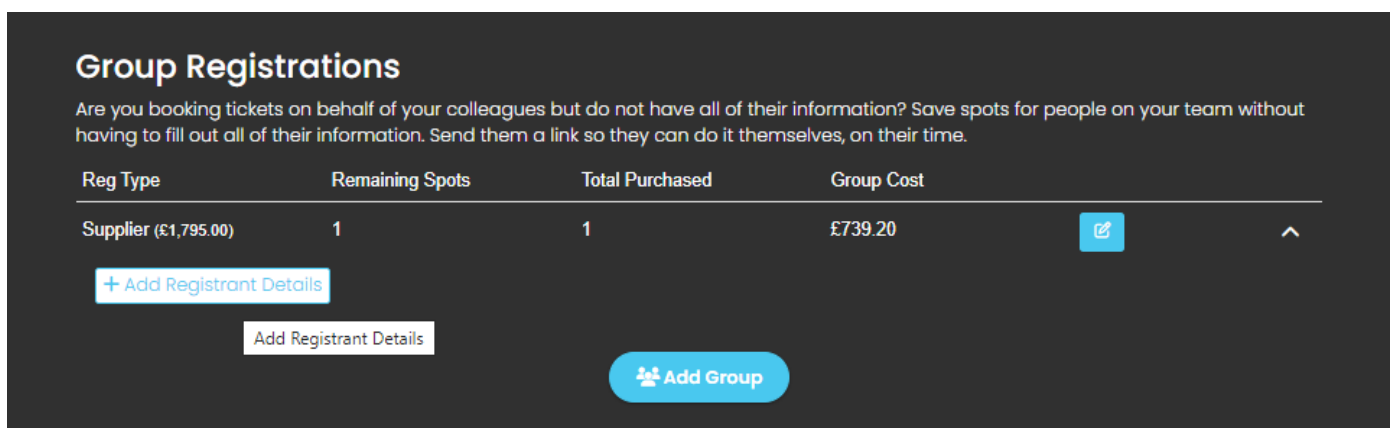 Group Registrations
Are you booking tickets on behalf of your colleagues but do not have all of their information? Save spots for people on your team without
having to fill out all of their information. Send them a link so they can do it themselves, on their time.
Reg Type Remaining Spots Total Purchased Group Cost
Supplier (£1,795.00) 1 1 £739.20
+ Add Registrant Details
Add Registrant Details
Add Group